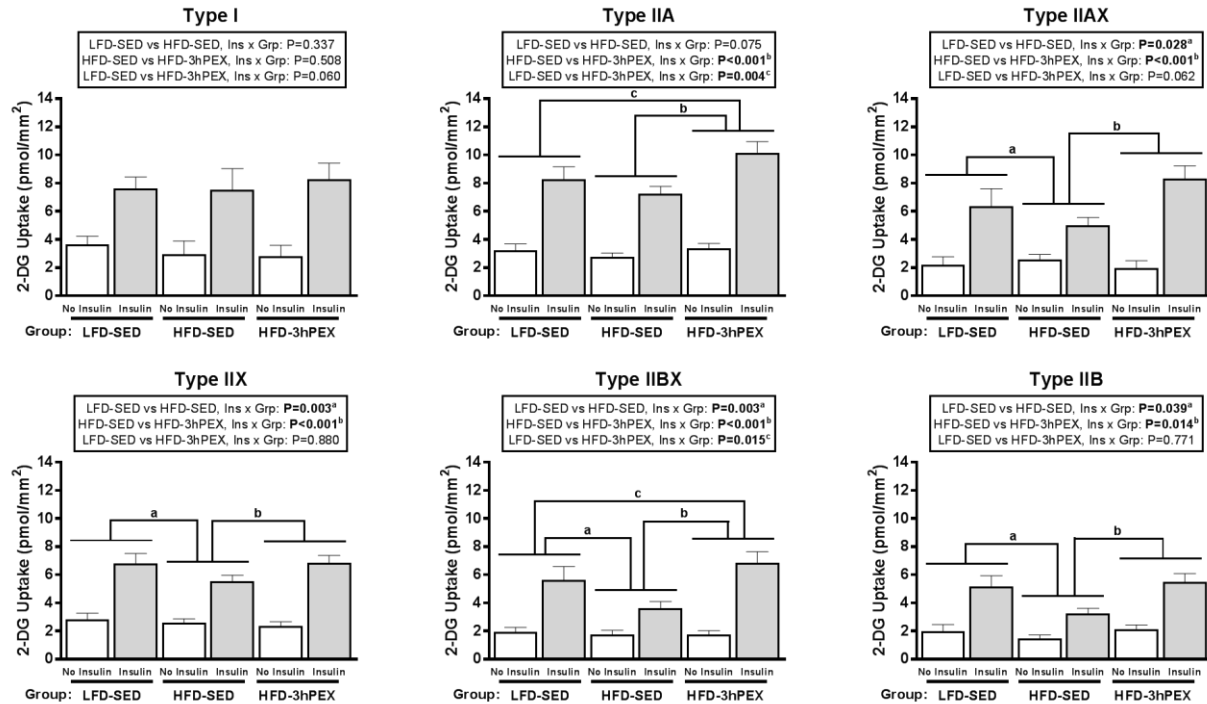 Type I
LFD-SED vs HFD-SED, Ins x Grp: P=0.337
HFD-SED vs HFD-3hPEX, Ins x Grp: P=0.508
LFD-SED vs HFD-3hPEX, Ins x Grp: P=0.060
2-DG Uptake (pmol/mm²)
14
12
10
8
6
4
2
0
No Insulin Insulin No Insulin Insulin No Insulin Insulin
Group: LFD-SED HFD-SED HFD-3hPEX
Type IIA
LFD-SED vs HFD-SED, Ins x Grp: P=0.075
HFD-SED vs HFD-3hPEX, Ins x Grp: P<0.001ᵇ
LFD-SED vs HFD-3hPEX, Ins x Grp: P=0.004ᶜ
2-DG Uptake (pmol/mm²)
14
12
10
8
6
4
2
0
c
b
No Insulin Insulin No Insulin Insulin No Insulin Insulin
Group: LFD-SED HFD-SED HFD-3hPEX
Type IIAX
LFD-SED vs HFD-SED, Ins x Grp: P=0.028ᵃ
HFD-SED vs HFD-3hPEX, Ins x Grp: P<0.001ᵇ
LFD-SED vs HFD-3hPEX, Ins x Grp: P=0.062
2-DG Uptake (pmol/mm²)
14
12
10
8
6
4
2
0
b
a
No Insulin Insulin No Insulin Insulin No Insulin Insulin
Group: LFD-SED HFD-SED HFD-3hPEX
Type IIX
LFD-SED vs HFD-SED, Ins x Grp: P=0.003ᵃ
HFD-SED vs HFD-3hPEX, Ins x Grp: P<0.001ᵇ
LFD-SED vs HFD-3hPEX, Ins x Grp: P=0.880
2-DG Uptake (pmol/mm²)
14
12
10
8
6
4
2
0
a
b
No Insulin Insulin No Insulin Insulin No Insulin Insulin
Group: LFD-SED HFD-SED HFD-3hPEX
Type IIBX
LFD-SED vs HFD-SED, Ins x Grp: P=0.003ᵃ
HFD-SED vs HFD-3hPEX, Ins x Grp: P<0.001ᵇ
LFD-SED vs HFD-3hPEX, Ins x Grp: P=0.015ᶜ
2-DG Uptake (pmol/mm²)
14
12
10
8
6
4
2
0
c
b
a
No Insulin Insulin No Insulin Insulin No Insulin Insulin
Group: LFD-SED HFD-SED HFD-3hPEX
Type IIB
LFD-SED vs HFD-SED, Ins x Grp: P=0.039ᵃ
HFD-SED vs HFD-3hPEX, Ins x Grp: P=0.014ᵇ
LFD-SED vs HFD-3hPEX, Ins x Grp: P=0.771
2-DG Uptake (pmol/mm²)
14
12
10
8
6
4
2
0
a
b
No Insulin Insulin No Insulin Insulin No Insulin Insulin
Group: LFD-SED HFD-SED HFD-3hPEX